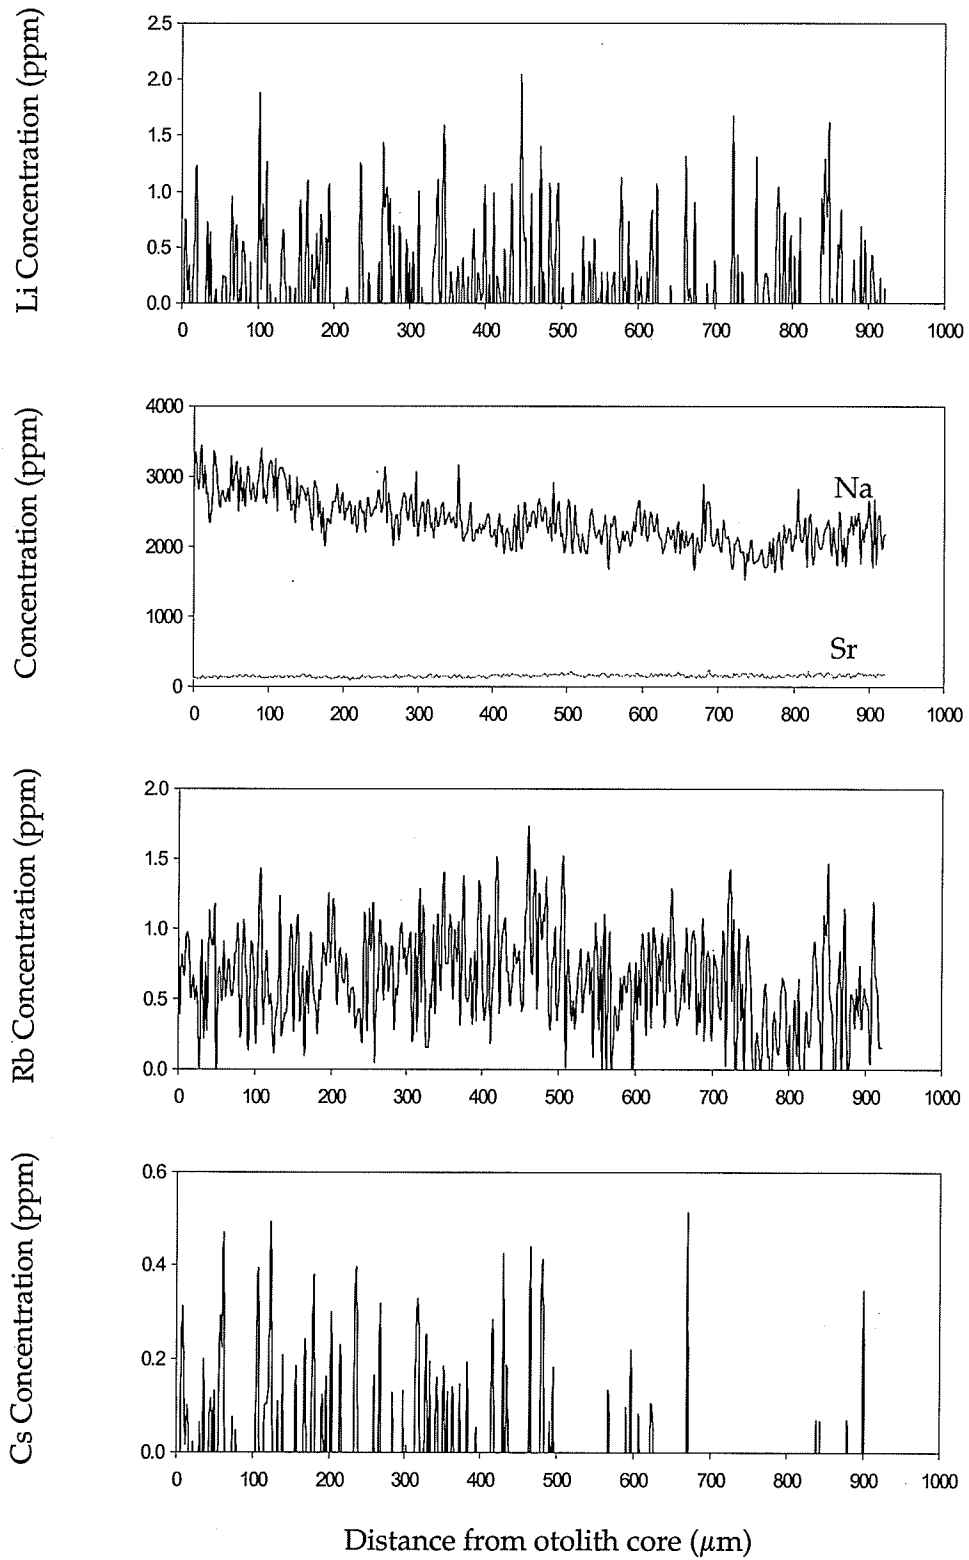 Li Concentration (ppm)
2.5
2.0
1.5
1.0
0.5
0.0
0 100 200 300 400 500 600 700 800 900 1000
Concentration (ppm)
4000
3000
2000
1000
0
Na
Sr
0 100 200 300 400 500 600 700 800 900 1000
Rb Concentration (ppm)
2.0
1.5
1.0
0.5
0.0
0 100 200 300 400 500 600 700 800 900 1000
Cs Concentration (ppm)
0.6
0.4
0.2
0.0
0 100 200 300 400 500 600 700 800 900 1000
Distance from otolith core (μm)